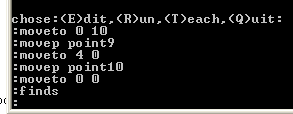 chose:(E)dit,(R)un,(T)each,(Q)uit:
:moveto 0 10
:movep point9
:moveto 4 0
:movep point10
:moveto 0 0
:finds
: